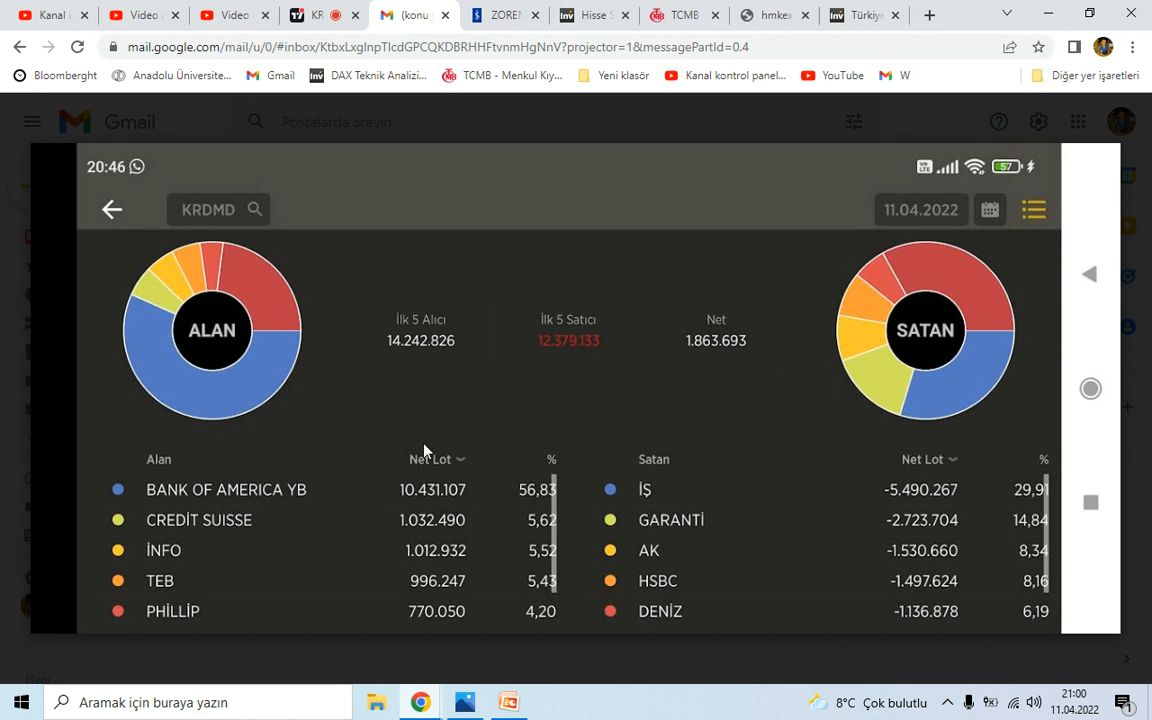 Kanal k
Video a
Video
KR
(konu
ZOREN
Hisse S
TCMB
hmkex
Türkiye
mail.google.com/mail/u/0/#inbox/KtbxLxgInpTIcdGPCQKDBRHHFtvnmHgNnV?projector=1&messagePartId=0.4
Bloomberght
Anadolu Üniversite...
Gmail
DAX Teknik Analizi...
TCMB - Menkul Kıy...
Yeni klasör
Kanal kontrol panel...
YouTube
W
Diğer yer işaretleri
Gmail
Postalarda arayın
20:46
57
KRDMD
11.04.2022
İlk 5 Alıcı İlk 5 Satıcı Net
ALAN
14.242.826 12.379.133 1.863.693
SATAN
Alan Net Lot % Satan Net Lot %
BANK OF AMERICA YB 10.431.107 56,83 İŞ -5.490.267 29,91
CREDİT SUISSE 1.032.490 5,62 GARANTİ -2.723.704 14,84
İNFO 1.012.932 5,52 AK -1.530.660 8,34
TEB 996.247 5,43 HSBC -1.497.624 8,16
PHİLLİP 770.050 4,20 DENİZ -1.136.878 6,19
Aramak için buraya yazın
8°C Çok bulutlu
21:00
11.04.2022
1